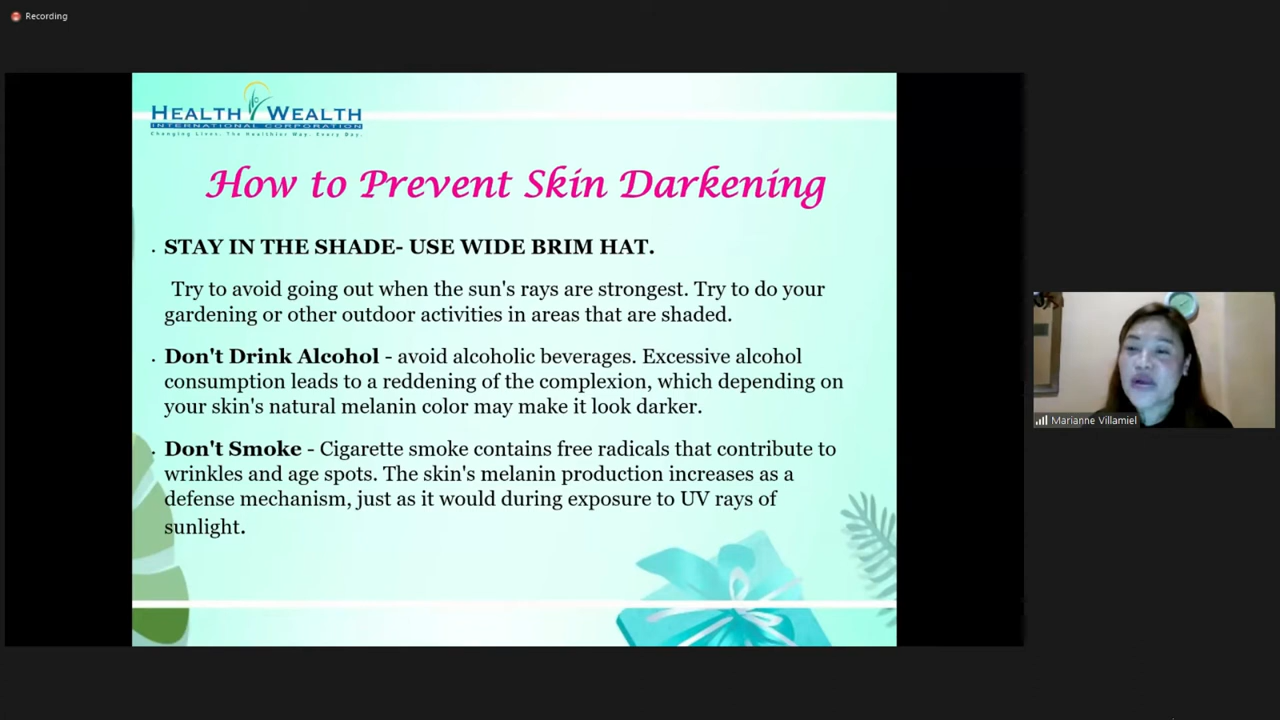 Recording
HEALTH WEALTH
INTERNATIONAL CORPORATION
Changing Lives. The Healthier Way. Every Day.
How to Prevent Skin Darkening
. STAY IN THE SHADE- USE WIDE BRIM HAT.
Try to avoid going out when the sun's rays are strongest. Try to do your
gardening or other outdoor activities in areas that are shaded.
. Don't Drink Alcohol - avoid alcoholic beverages. Excessive alcohol
consumption leads to a reddening of the complexion, which depending on
your skin's natural melanin color may make it look darker.
. Don't Smoke - Cigarette smoke contains free radicals that contribute to
wrinkles and age spots. The skin's melanin production increases as a
defense mechanism, just as it would during exposure to UV rays of
sunlight.
Marianne Villamiel